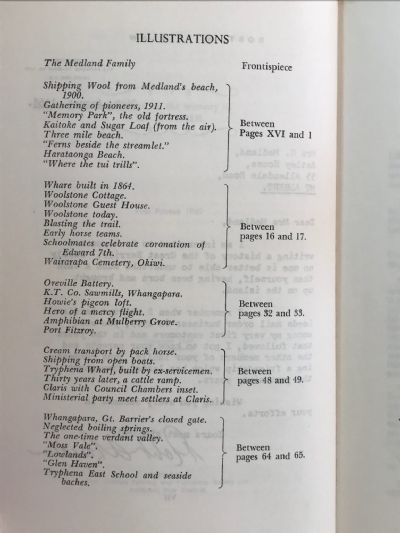 ILLUSTRATIONS
The Medland Family Frontispiece
Shipping Wool from Medland's beach,
1900.
Gathering of pioneers, 1911.
"Memory Park", the old fortress.
Kaitoke and Sugar Loaf (from the air).
Three mile beach.
"Ferns beside the streamlet."
Harataonga Beach.
"Where the tui trills".
Between
Pages XVI and 1
Whare built in 1864.
Woolstone Cottage.
Woolstone Guest House.
Woolstone today.
Blasting the trail.
Early horse teams.
Schoolmates celebrate coronation of
Edward 7th.
Wairarapa Cemetery, Okiwi.
Between
pages 16 and 17.
Oreville Battery.
K.T. Co. Sawmills, Whangapara.
Howie's pigeon loft.
Hero of a mercy flight.
Amphibian at Mulberry Grove.
Port Fitzroy.
Between
pages 32 and 33.
Cream transport by pack horse.
Shipping from open boats.
Tryphena Wharf, built by ex-servicemen.
Thirty years later, a cattle ramp.
Claris with Council Chambers inset.
Ministerial party meet settlers at Claris.
Between
pages 48 and 49.
Whangapara, Gt. Barrier's closed gate.
Neglected boiling springs.
The one-time verdant valley.
"Moss Vale".
"Lowlands".
"Glen Haven".
Tryphena East School and seaside
baches.
Between
pages 64 and 65.